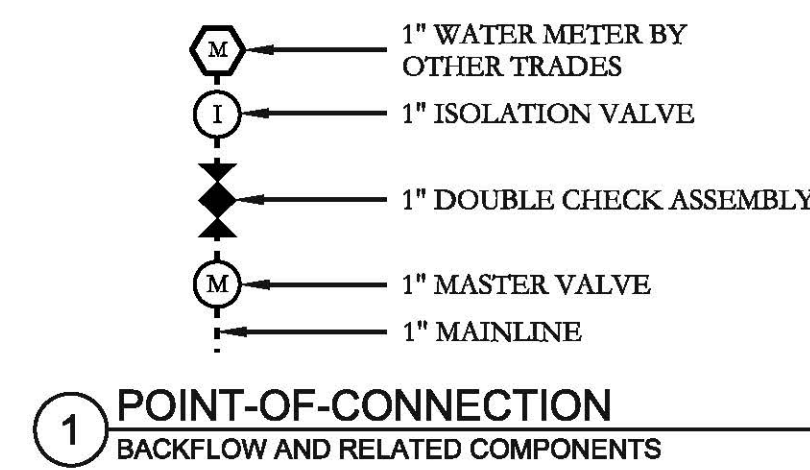 M
1" WATER METER BY
OTHER TRADES
I
1" ISOLATION VALVE
1" DOUBLE CHECK ASSEMBLY
M
1" MASTER VALVE
1" MAINLINE
1
POINT-OF-CONNECTION
BACKFLOW AND RELATED COMPONENTS